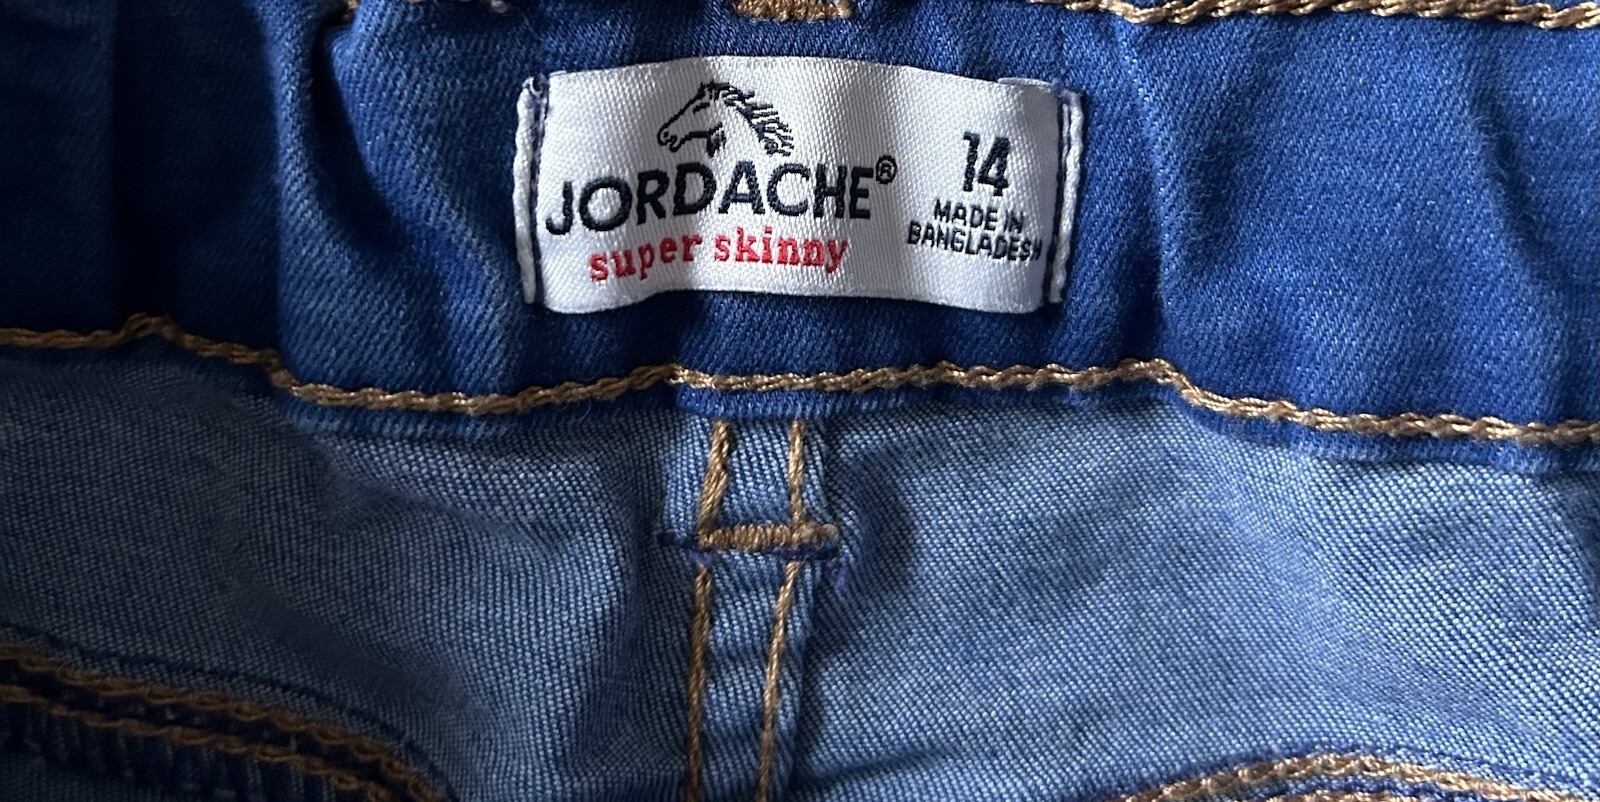 JORDACHE®
super skinny
14
MADE IN
BANGLADESH